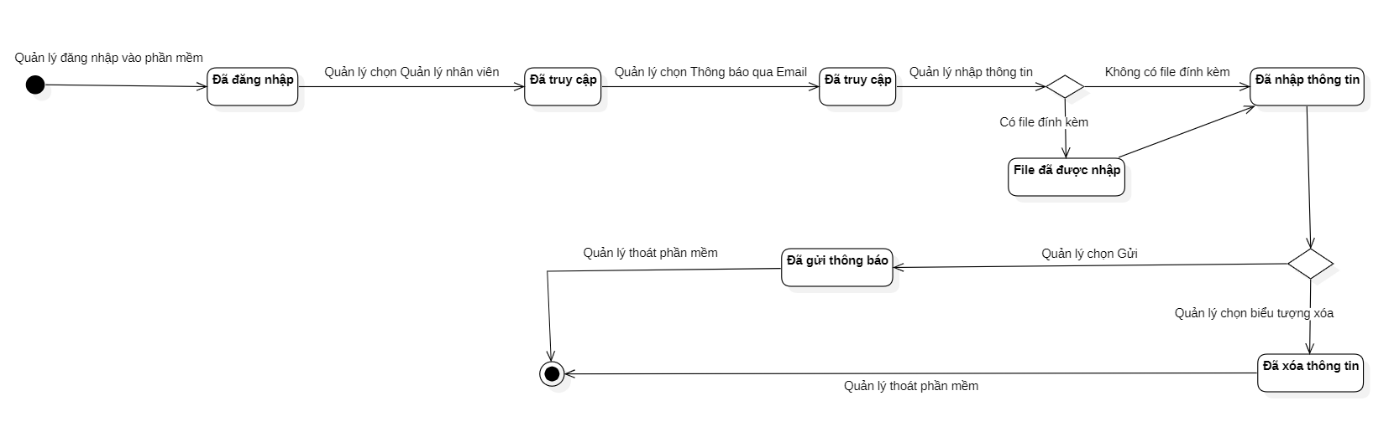 Quản lý đăng nhập vào phần mềm
Đã đăng nhập
Quản lý chọn Quản lý nhân viên
Đã truy cập
Quản lý chọn Thông báo qua Email
Đã truy cập
Quản lý nhập thông tin
Không có file đính kèm
Đã nhập thông tin
Có file đính kèm
File đã được nhập
Quản lý thoát phần mềm
Đã gửi thông báo
Quản lý chọn Gửi
Quản lý chọn biểu tượng xóa
Đã xóa thông tin
Quản lý thoát phần mềm